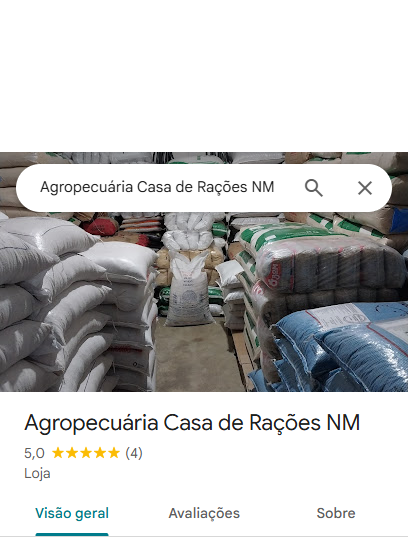 Agropecuária Casa de Rações NM
Agropecuária Casa de Rações NM
5,0 ★★★★★ (4)
Loja
Visão geral
Avaliações
Sobre